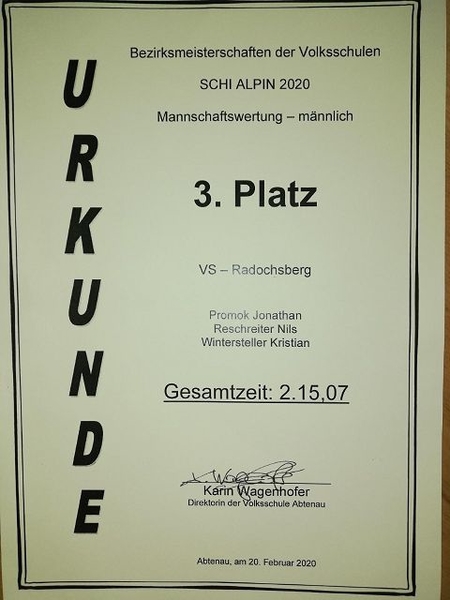 URKUNDE
Bezirksmeisterschaften der Volksschulen
SCHI ALPIN 2020
Mannschaftswertung – männlich
3. Platz
VS – Radochsberg
Promok Jonathan
Reschreiter Nils
Wintersteller Kristian
Gesamtzeit: 2.15,07
Karin Wagenhofer
Direktorin der Volksschule Abtenau
Abtenau, am 20. Februar 2020